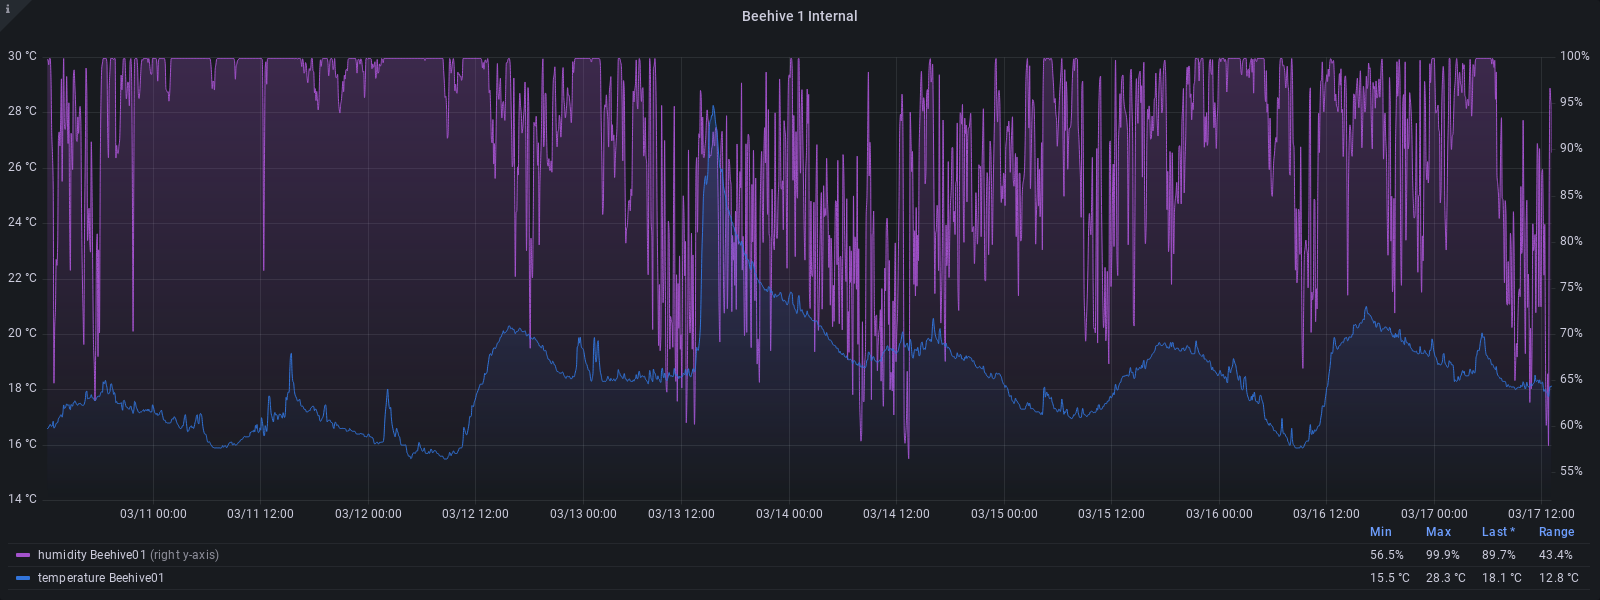 i
Beehive 1 Internal
30 °C 100%
28 °C 95%
26 °C 90%
24 °C 85%
22 °C 80%
20 °C 75%
18 °C 70%
16 °C 65%
14 °C 60%
55%
03/11 00:00 03/11 12:00 03/12 00:00 03/12 12:00 03/13 00:00 03/13 12:00 03/14 00:00 03/14 12:00 03/15 00:00 03/15 12:00 03/16 00:00 03/16 12:00 03/17 00:00 03/17 12:00
Min Max Last * Range
humidity Beehive01 (right y-axis) 56.5% 99.9% 89.7% 43.4%
temperature Beehive01 15.5 °C 28.3 °C 18.1 °C 12.8 °C